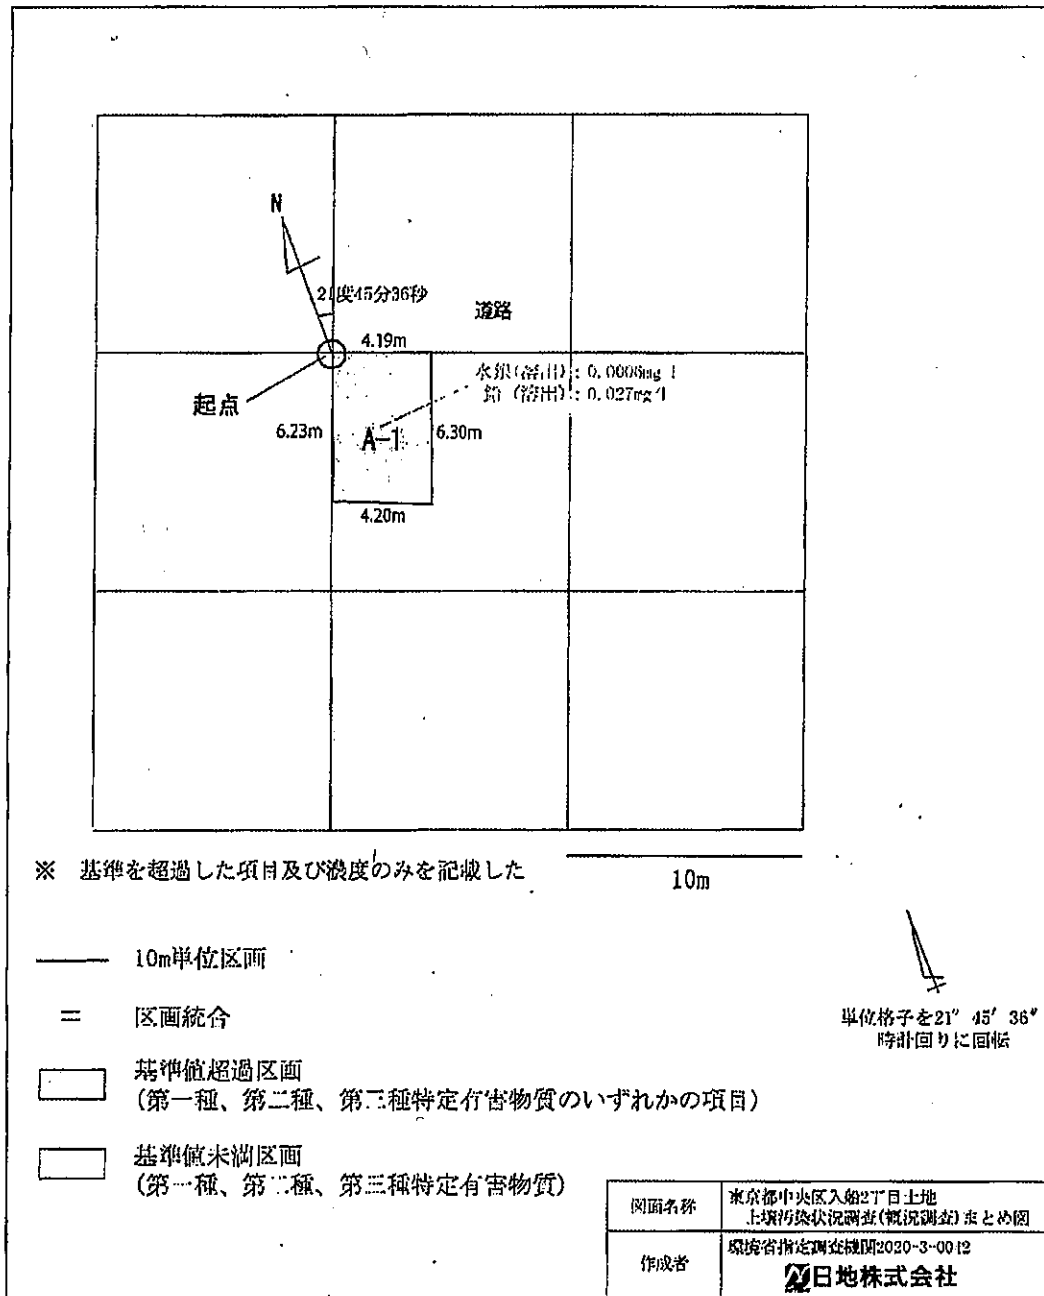 N
21度45分36秒
道路
4.19m
水銀(溶出): 0.0006mg/l
鉛 (溶出): 0.027mg/l
起点
6.23m
A-1
6.30m
4.20m
※ 基準を超過した項目及び濃度のみを記載した
10m
10m単位区画
区画統合
単位格子を21° 45′ 36″
時計回りに回転
基準値超過区画
(第一種、第二種、第三種特定有害物質のいずれかの項目)
基準値未満区画
(第一種、第二種、第三種特定有害物質)
図面名称
東京都中央区入船2丁目土地
土壌汚染状況調査(概況調査)まとめ図
作成者
環境省指定調査機関2020-3-0012
日地株式会社